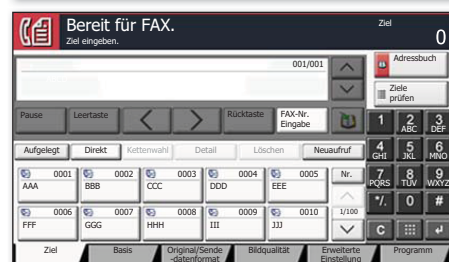 Bereit für FAX.
Ziel eingeben.
Ziel
0
001/001
Adressbuch
Ziele
prüfen
Pause
Leertaste
Rücktaste
FAX-Nr.
Eingabe
1
2
ABC
3
DEF
Aufgelegt
Direkt
Kettenwahl
Detail
Löschen
Neuaufruf
4
GHI
5
JKL
6
MNO
0001
AAA
0002
BBB
0003
CCC
0004
DDD
0005
EEE
Nr.
7
PQRS
8
TUV
9
WXYZ
*/.
0
#
0006
FFF
0007
GGG
0008
HHH
0009
III
0010
JJJ
1/100
C
Ziel
Basis
Original/Sende
-datenformat
Bildqualität
Erweiterte
Einstellung
Programm